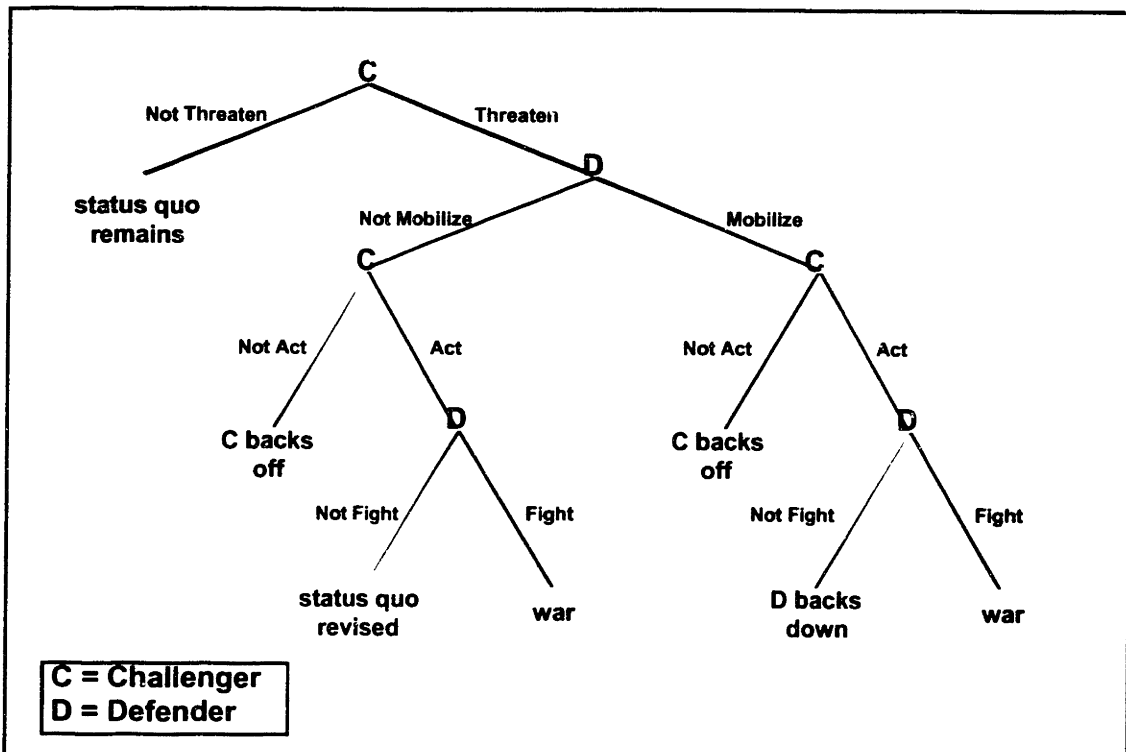 C
Not Threaten
Threaten
D
status quo
remains
Not Mobilize
Mobilize
C
C
Not Act
Act
Not Act
Act
C backs
off
D
C backs
off
D
Not Fight
Fight
Not Fight
Fight
status quo
revised
war
D backs
down
war
C = Challenger
D = Defender